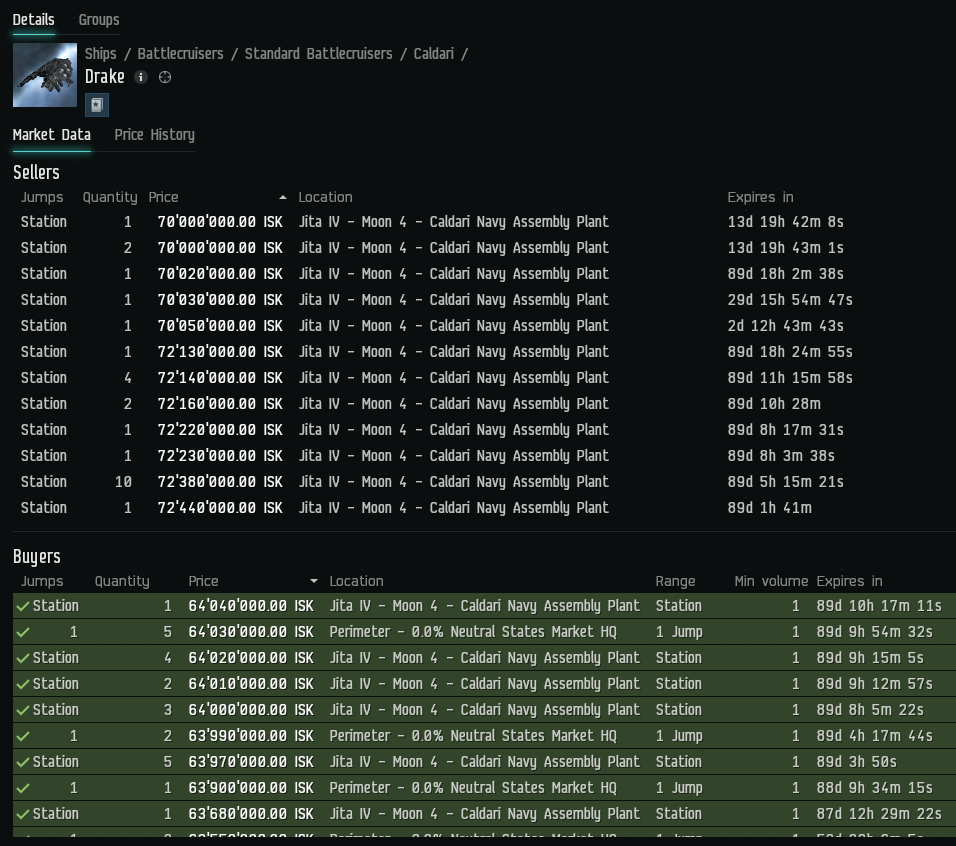 Details Groups
Ships / Battlecruisers / Standard Battlecruisers / Caldari /
Drake
Market Data Price History
Sellers
Jumps Quantity Price Location Expires in
Station 1 70'000'000.00 ISK Jita IV - Moon 4 - Caldari Navy Assembly Plant 13d 19h 42m 8s
Station 2 70'000'000.00 ISK Jita IV - Moon 4 - Caldari Navy Assembly Plant 13d 19h 43m 1s
Station 1 70'020'000.00 ISK Jita IV - Moon 4 - Caldari Navy Assembly Plant 89d 18h 2m 38s
Station 1 70'030'000.00 ISK Jita IV - Moon 4 - Caldari Navy Assembly Plant 29d 15h 54m 47s
Station 1 70'050'000.00 ISK Jita IV - Moon 4 - Caldari Navy Assembly Plant 2d 12h 43m 43s
Station 1 72'130'000.00 ISK Jita IV - Moon 4 - Caldari Navy Assembly Plant 89d 18h 24m 55s
Station 4 72'140'000.00 ISK Jita IV - Moon 4 - Caldari Navy Assembly Plant 89d 11h 15m 58s
Station 2 72'160'000.00 ISK Jita IV - Moon 4 - Caldari Navy Assembly Plant 89d 10h 28m
Station 1 72'220'000.00 ISK Jita IV - Moon 4 - Caldari Navy Assembly Plant 89d 8h 17m 31s
Station 1 72'230'000.00 ISK Jita IV - Moon 4 - Caldari Navy Assembly Plant 89d 8h 3m 38s
Station 10 72'380'000.00 ISK Jita IV - Moon 4 - Caldari Navy Assembly Plant 89d 5h 15m 21s
Station 1 72'440'000.00 ISK Jita IV - Moon 4 - Caldari Navy Assembly Plant 89d 1h 41m
Buyers
Jumps Quantity Price Location Range Min volume Expires in
Station 1 64'040'000.00 ISK Jita IV - Moon 4 - Caldari Navy Assembly Plant Station 1 89d 10h 17m 11s
1 5 64'030'000.00 ISK Perimeter - 0.0% Neutral States Market HQ 1 Jump 1 89d 9h 54m 32s
Station 4 64'020'000.00 ISK Jita IV - Moon 4 - Caldari Navy Assembly Plant Station 1 89d 9h 15m 5s
Station 2 64'010'000.00 ISK Jita IV - Moon 4 - Caldari Navy Assembly Plant Station 1 89d 9h 12m 57s
Station 3 64'000'000.00 ISK Jita IV - Moon 4 - Caldari Navy Assembly Plant Station 1 89d 8h 5m 22s
1 2 63'990'000.00 ISK Perimeter - 0.0% Neutral States Market HQ 1 Jump 1 89d 4h 17m 44s
Station 5 63'970'000.00 ISK Jita IV - Moon 4 - Caldari Navy Assembly Plant Station 1 89d 3h 50s
1 1 63'900'000.00 ISK Perimeter - 0.0% Neutral States Market HQ 1 Jump 1 88d 9h 34m 15s
Station 1 63'680'000.00 ISK Jita IV - Moon 4 - Caldari Navy Assembly Plant Station 1 87d 12h 29m 22s